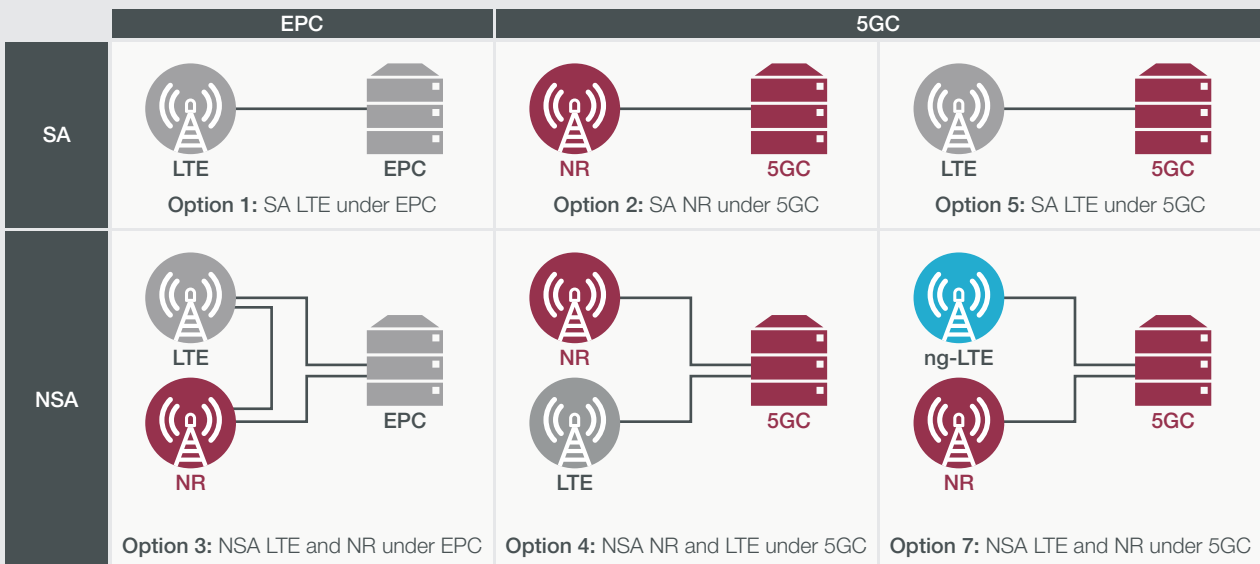 EPC
5GC
SA
LTE
EPC
Option 1: SA LTE under EPC
NR
5GC
Option 2: SA NR under 5GC
LTE
5GC
Option 5: SA LTE under 5GC
NSA
LTE
NR
EPC
Option 3: NSA LTE and NR under EPC
NR
LTE
5GC
Option 4: NSA NR and LTE under 5GC
ng-LTE
NR
5GC
Option 7: NSA LTE and NR under 5GC